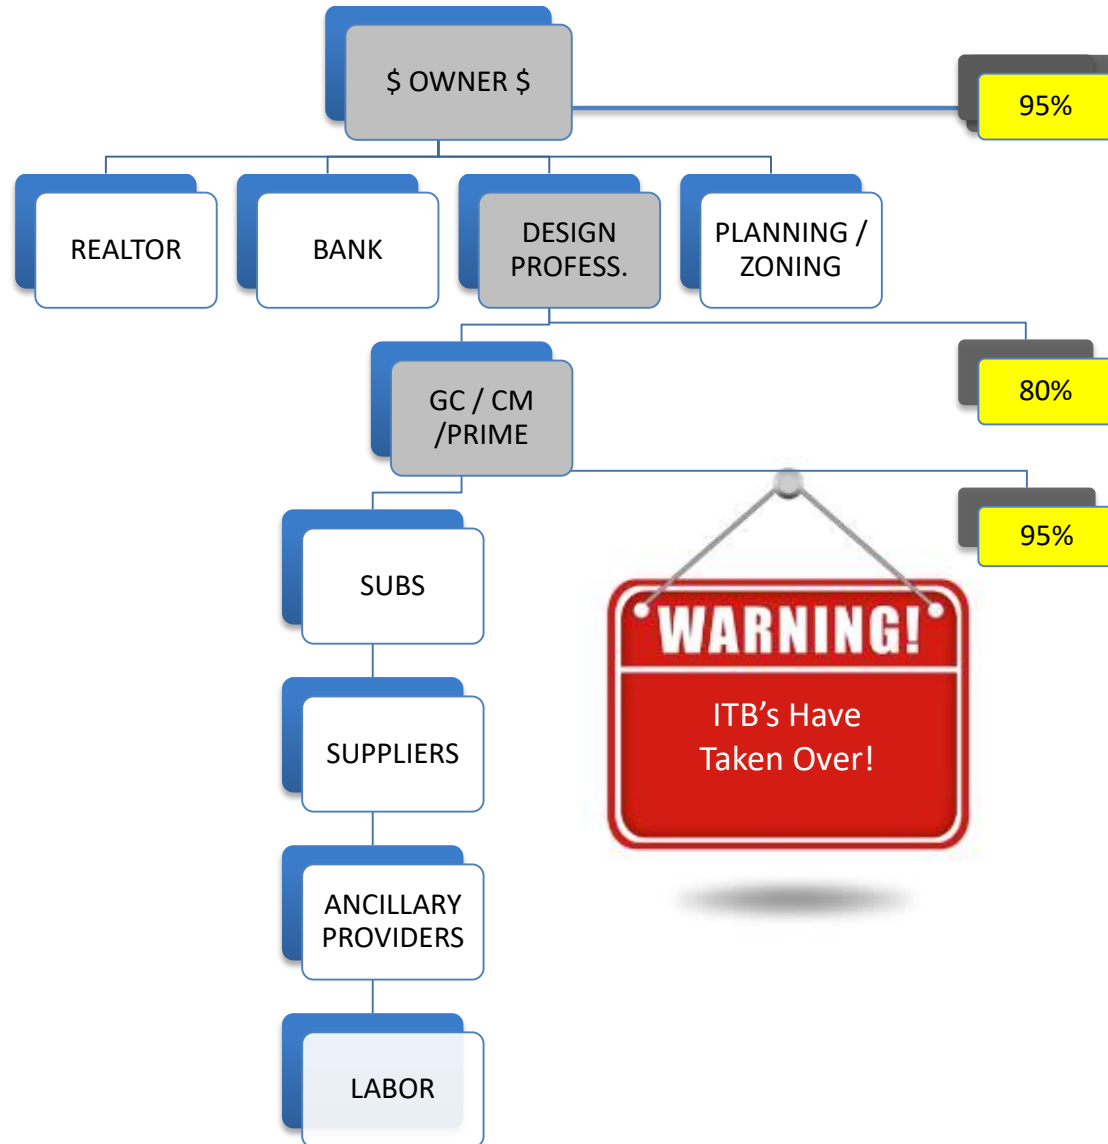 $ OWNER $
95%
REALTOR
BANK
DESIGN
PROFESS.
PLANNING /
ZONING
GC / CM
/PRIME
80%
95%
SUBS
WARNING!
ITB’s Have
Taken Over!
SUPPLIERS
ANCILLARY
PROVIDERS
LABOR